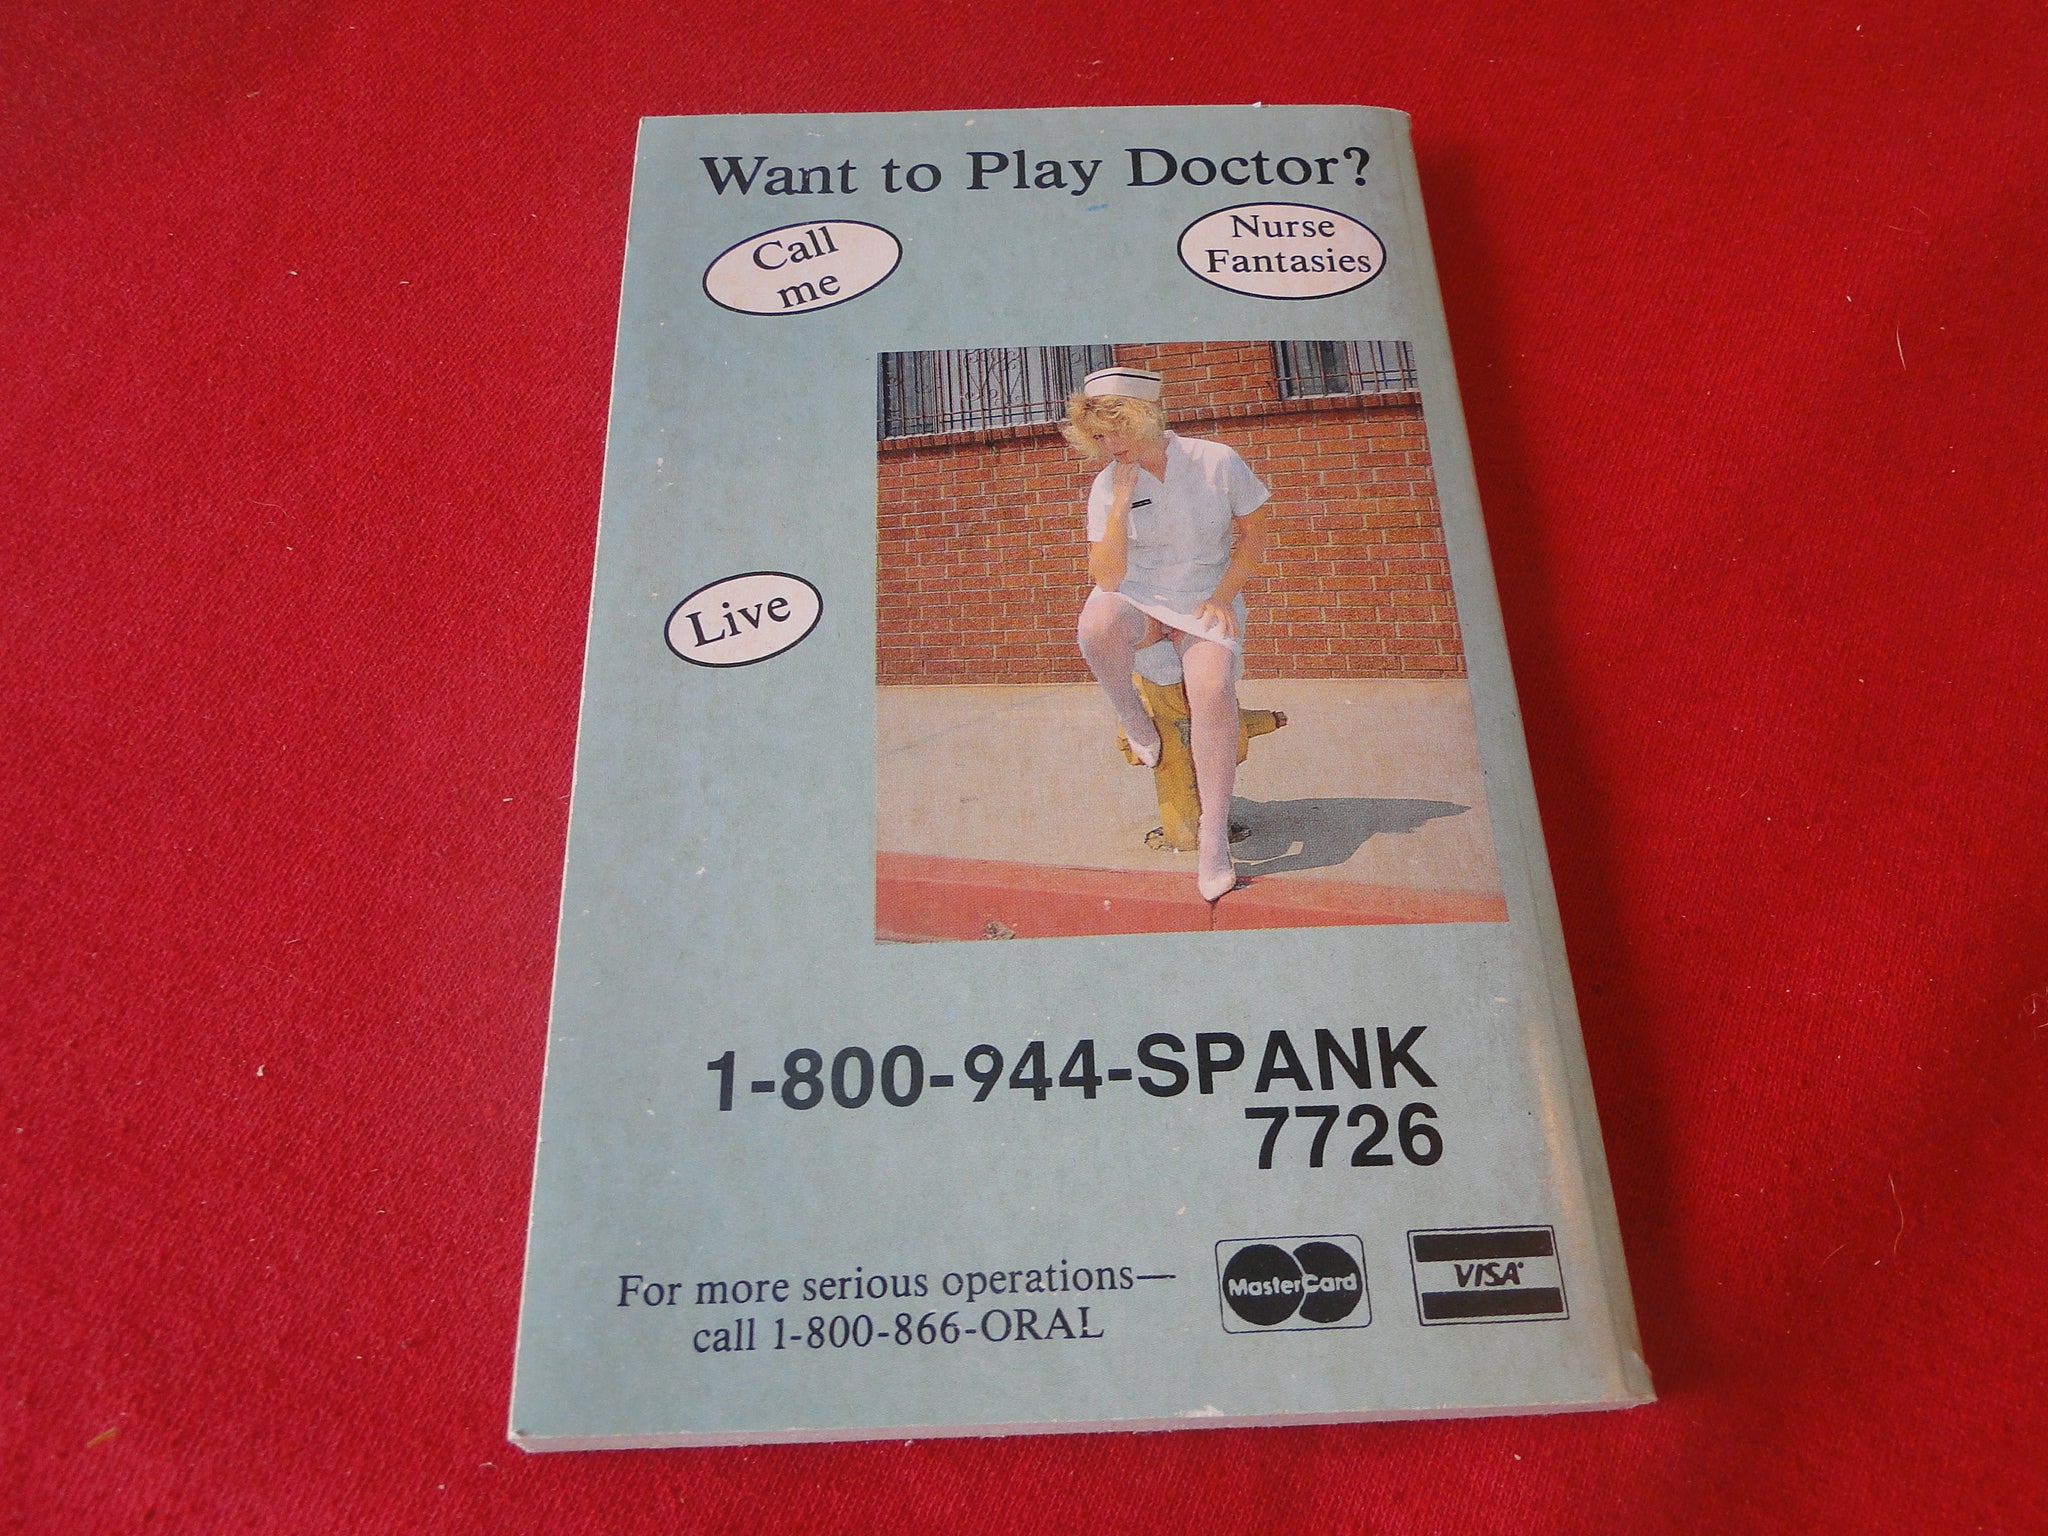 Want to Play Doctor?
Call
me
Nurse
Fantasies
Live
1-800-944-SPANK
7726
For more serious operations—
call 1-800-866-ORAL
MasterCard
VISA